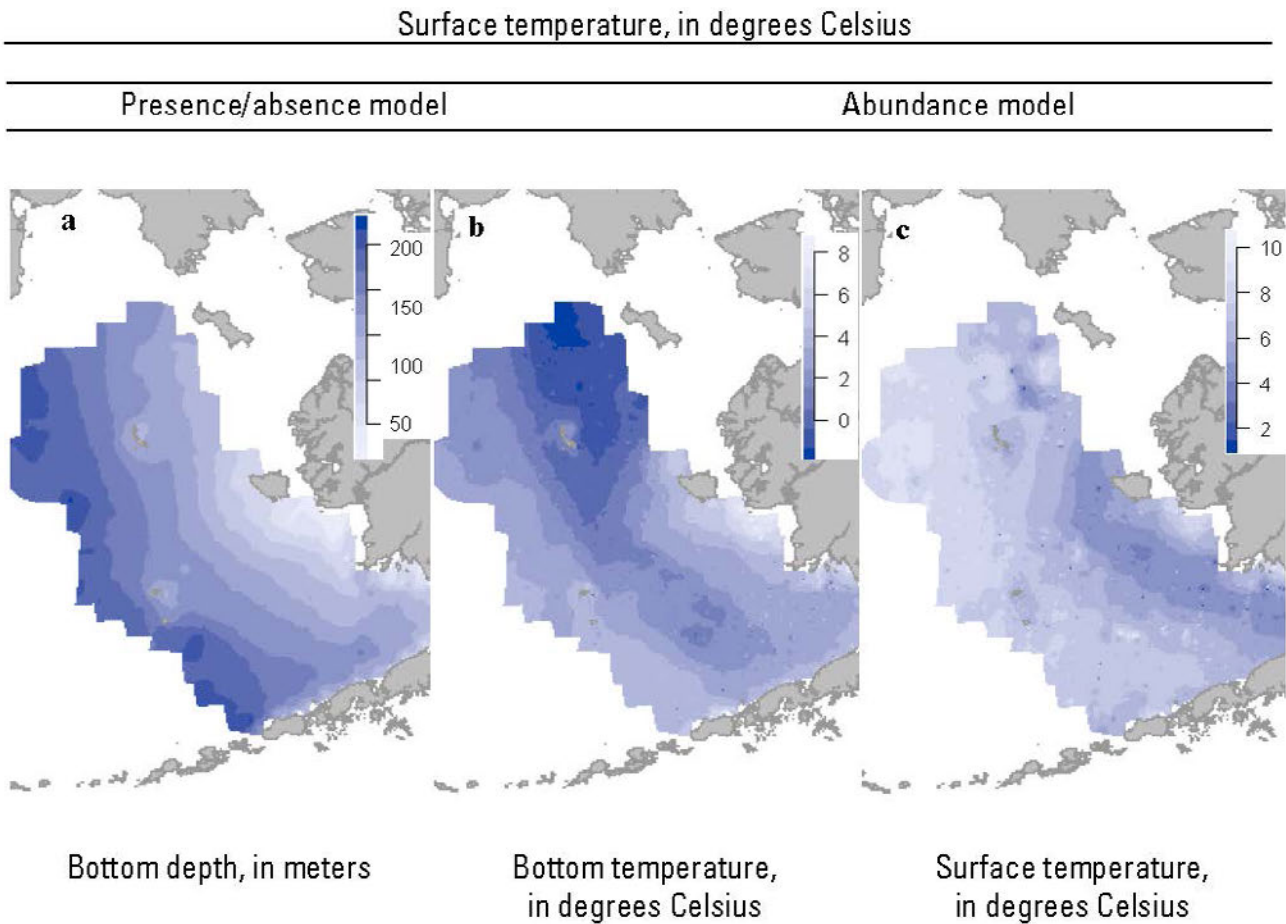 Surface temperature, in degrees Celsius
Presence/absence model
Abundance model
a
200
150
100
50
b
8
6
4
2
0
c
10
8
6
4
2
Bottom depth, in meters
Bottom temperature,
in degrees Celsius
Surface temperature,
in degrees Celsius